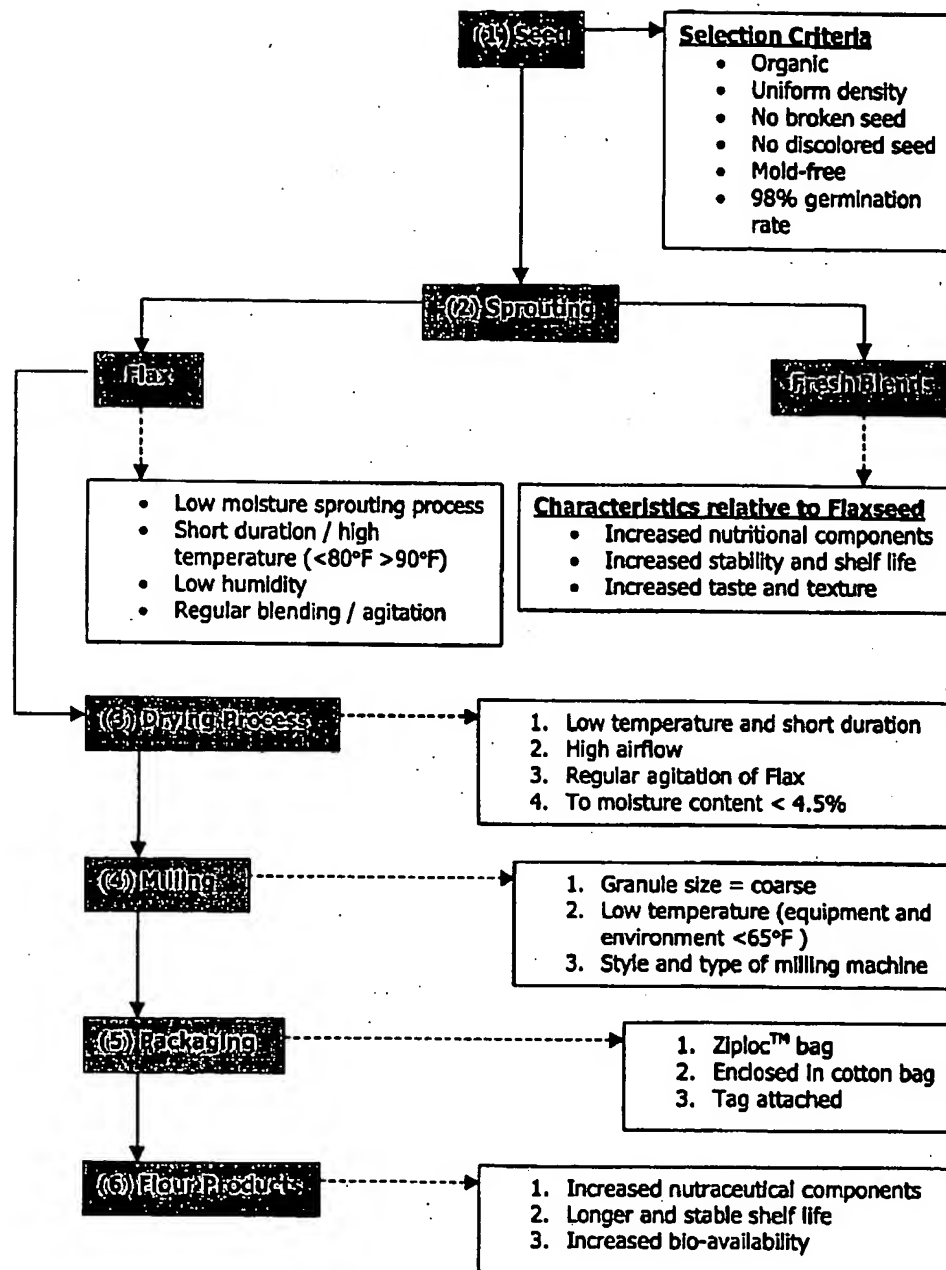 (1) Seed
Selection Criteria
• Organic
• Uniform density
• No broken seed
• No discolored seed
• Mold-free
• 98% germination
rate
(2) Sprouting
Flax
Fresh Blends
• Low moisture sprouting process
• Short duration / high
temperature (<80°F >90°F)
• Low humidity
• Regular blending / agitation
Characteristics relative to Flaxseed
• Increased nutritional components
• Increased stability and shelf life
• Increased taste and texture
(3) Drying Process
1. Low temperature and short duration
2. High airflow
3. Regular agitation of Flax
4. To moisture content < 4.5%
(4) Milling
1. Granule size = coarse
2. Low temperature (equipment and
environment <65°F )
3. Style and type of milling machine
(5) Packaging
1. Ziploc™ bag
2. Enclosed in cotton bag
3. Tag attached
(6) Flour Products
1. Increased nutraceutical components
2. Longer and stable shelf life
3. Increased bio-availability